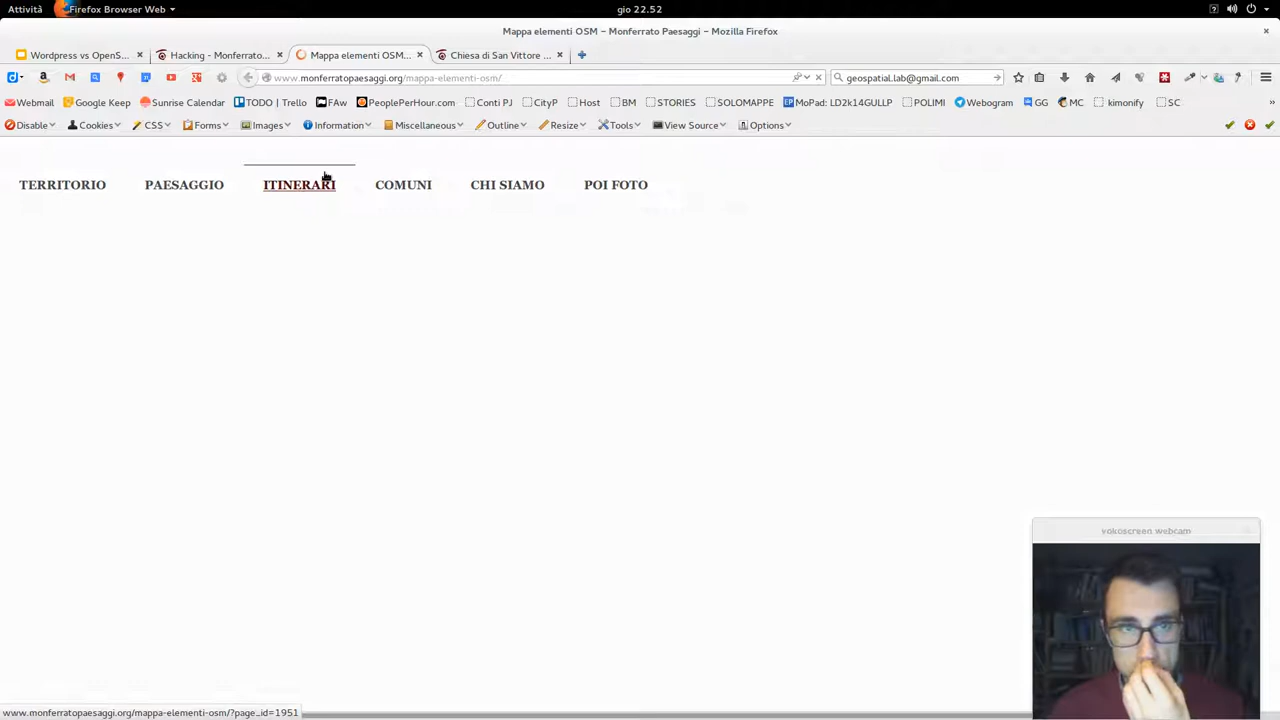 Attività Firefox Browser Web gio 22.52
Mappa elementi OSM – Monferrato Paesaggi – Mozilla Firefox
Wordpress vs OpenS... Hacking – Monferrato... Mappa elementi OSM... Chiesa di San Vittore ...
www.monferratopaesaggi.org/mappa-elementi-osm/ geospatial.lab@gmail.com
Webmail Google Keep Sunrise Calendar TODO | Trello FAw PeoplePerHour.com Conti PJ CityP Host BM STORIES SOLOMAPPE MoPad: LD2k14GULLP POLIMI Webogram GG MC kimonify SC
Disable Cookies CSS Forms Images Information Miscellaneous Outline Resize Tools View Source Options
TERRITORIO PAESAGGIO ITINERARI COMUNI CHI SIAMO POI FOTO
vokoscreen webcam
www.monferratopaesaggi.org/mappa-elementi-osm/?page_id=1951